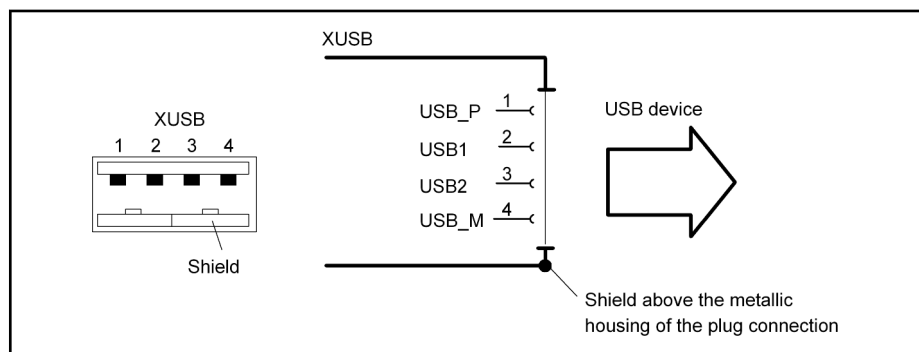 XUSB
1 2 3 4
Shield
XUSB
USB_P 1
USB1 2
USB2 3
USB_M 4
USB device
Shield above the metallic
housing of the plug connection